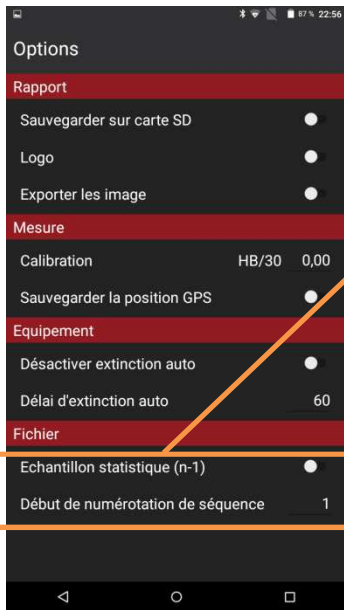 87 % 22:56
Options
Rapport
Sauvegarder sur carte SD
Logo
Exporter les image
Mesure
Calibration HB/30 0,00
Sauvegarder la position GPS
Equipement
Désactiver extinction auto
Délai d'extinction auto 60
Fichier
Echantillon statistique (n-1)
Début de numérotation de séquence 1